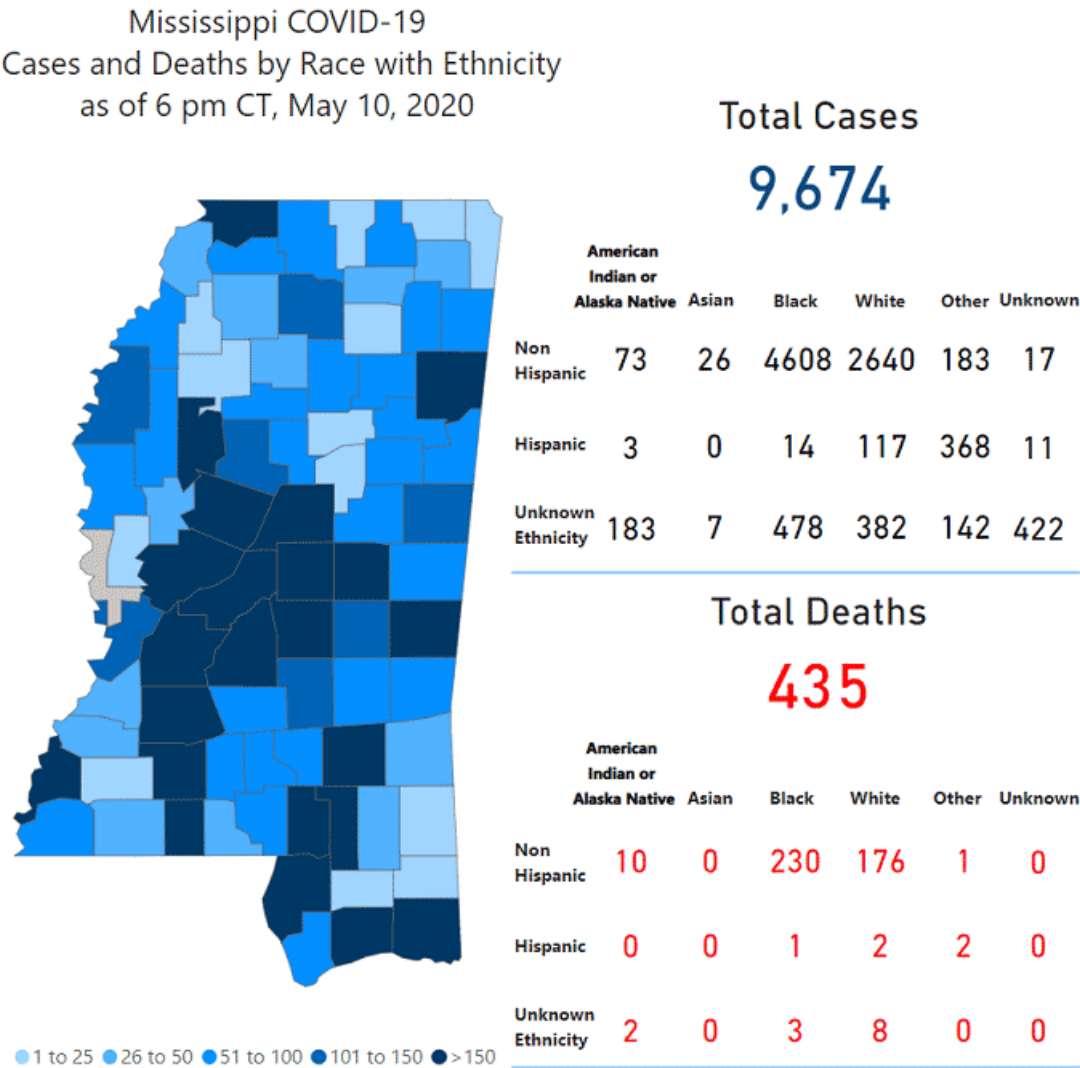 Mississippi COVID-19
Cases and Deaths by Race with Ethnicity
as of 6 pm CT, May 10, 2020
Total Cases
9,674
American
Indian or
Alaska Native Asian Black White Other Unknown
Non
Hispanic 73 26 4608 2640 183 17
Hispanic 3 0 14 117 368 11
Unknown
Ethnicity 183 7 478 382 142 422
Total Deaths
435
American
Indian or
Alaska Native Asian Black White Other Unknown
Non
Hispanic 10 0 230 176 1 0
Hispanic 0 0 1 2 2 0
Unknown
Ethnicity 2 0 3 8 0 0
1 to 25 26 to 50 51 to 100 101 to 150 >150